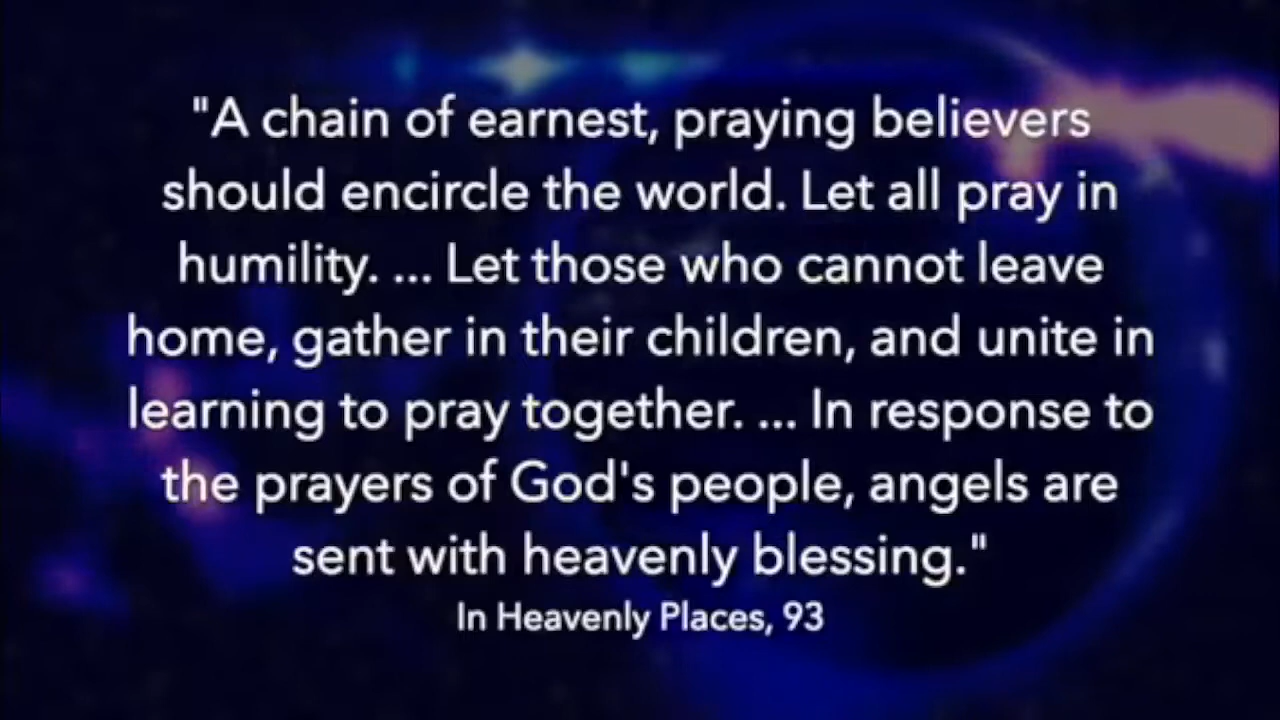 "A chain of earnest, praying believers
should encircle the world. Let all pray in
humility. ... Let those who cannot leave
home, gather in their children, and unite in
learning to pray together. ... In response to
the prayers of God's people, angels are
sent with heavenly blessing."
In Heavenly Places, 93